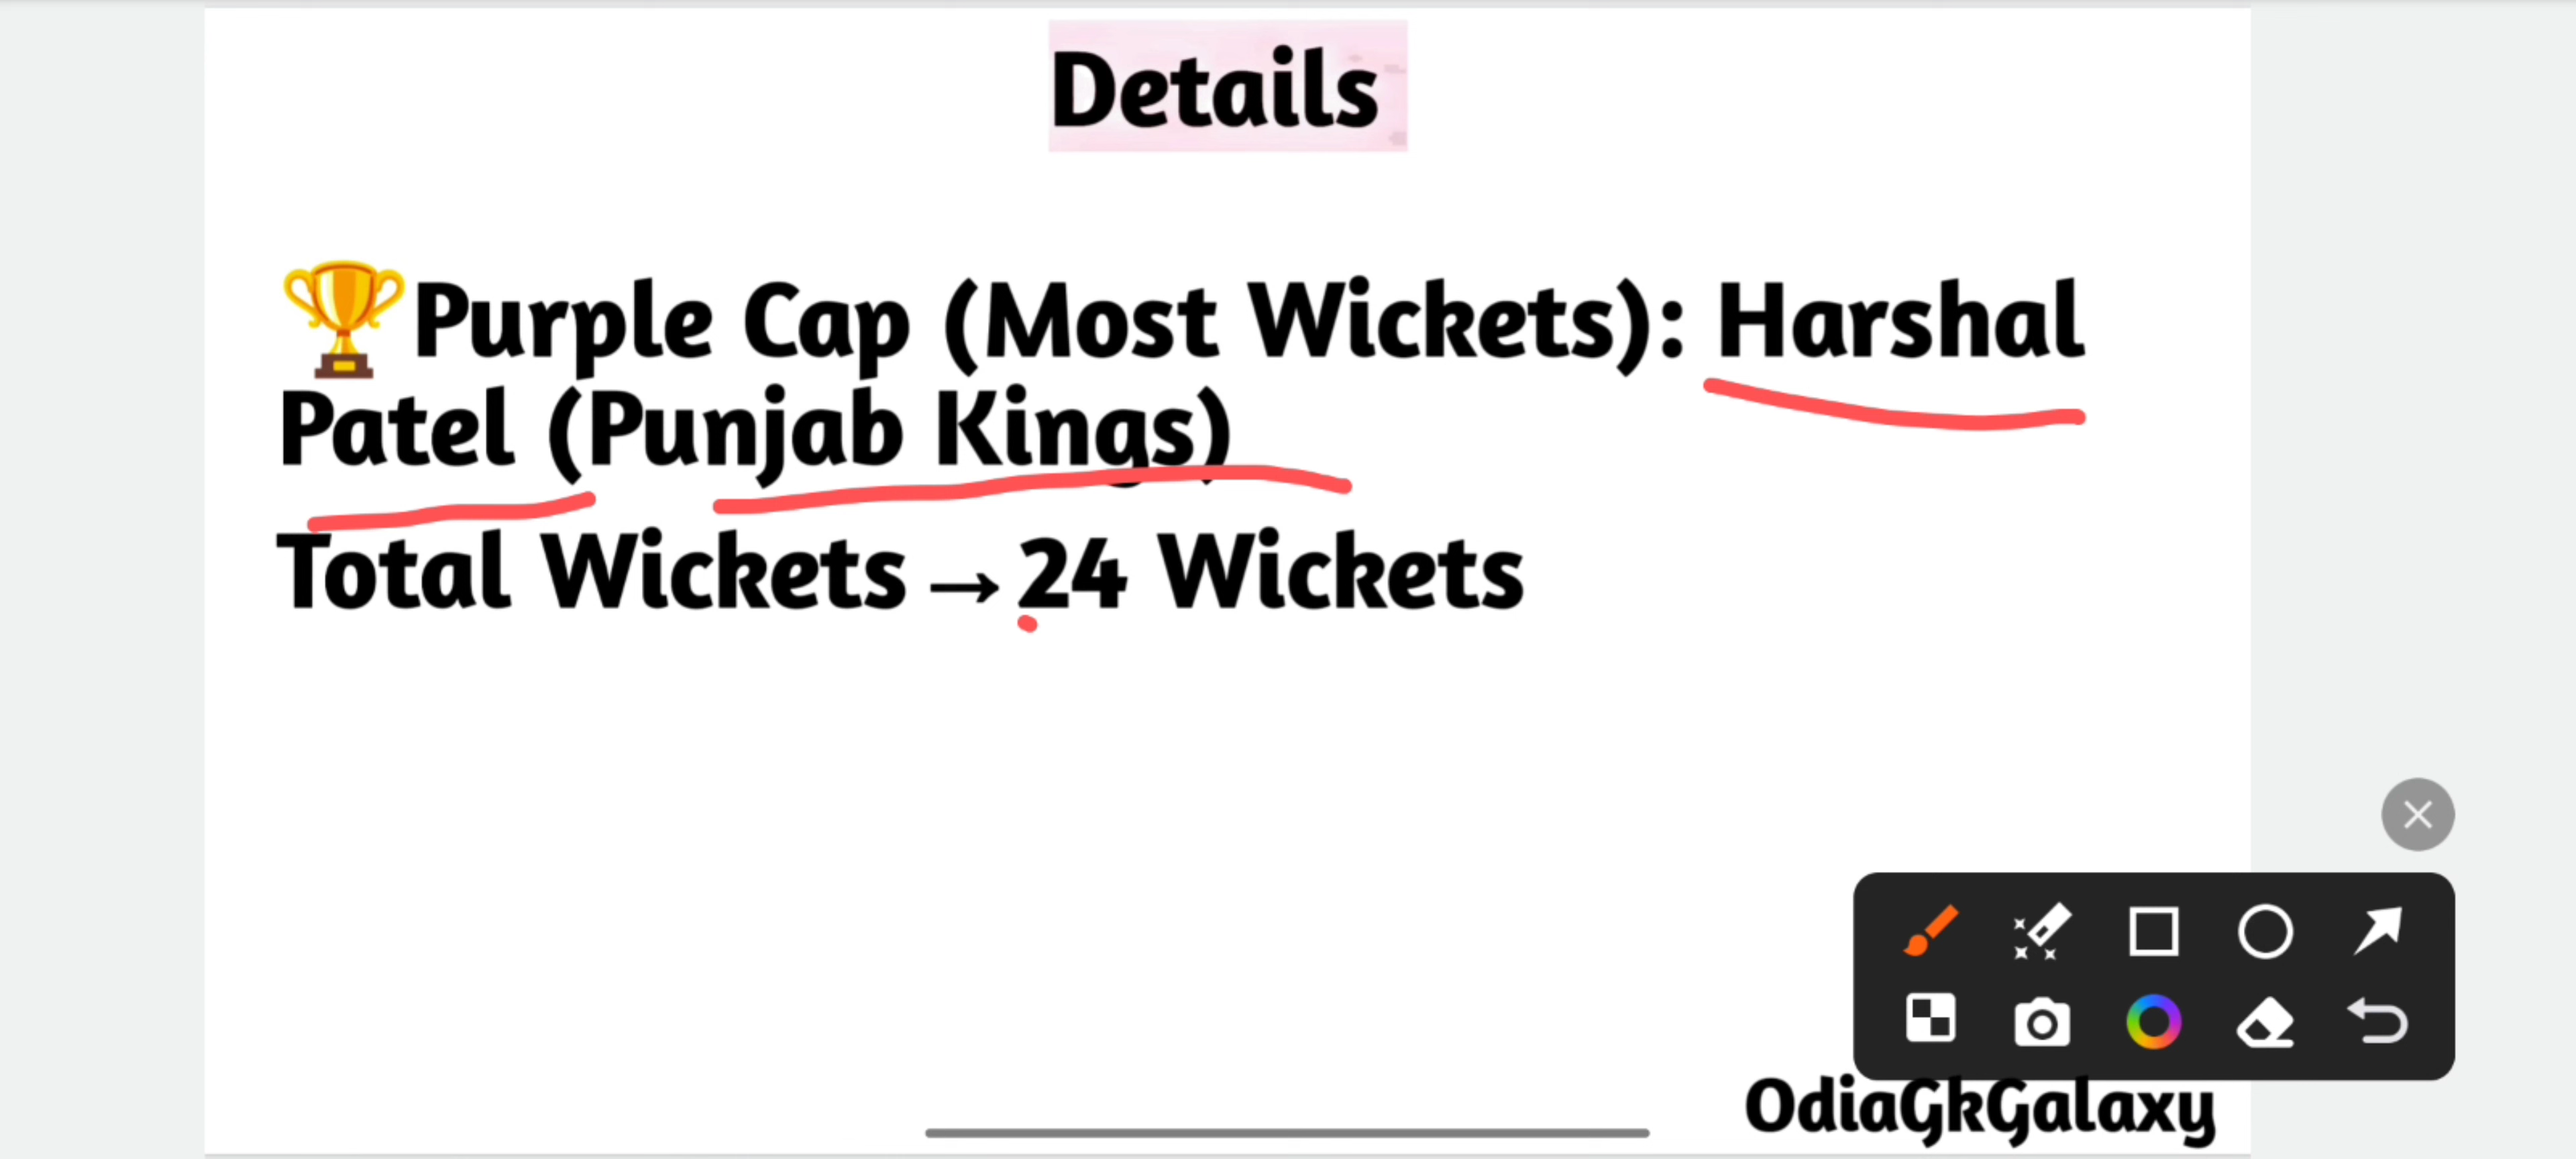 Details
🏆Purple Cap (Most Wickets): Harshal
Patel (Punjab Kings)
Total Wickets →24 Wickets
OdiaGkGalaxy